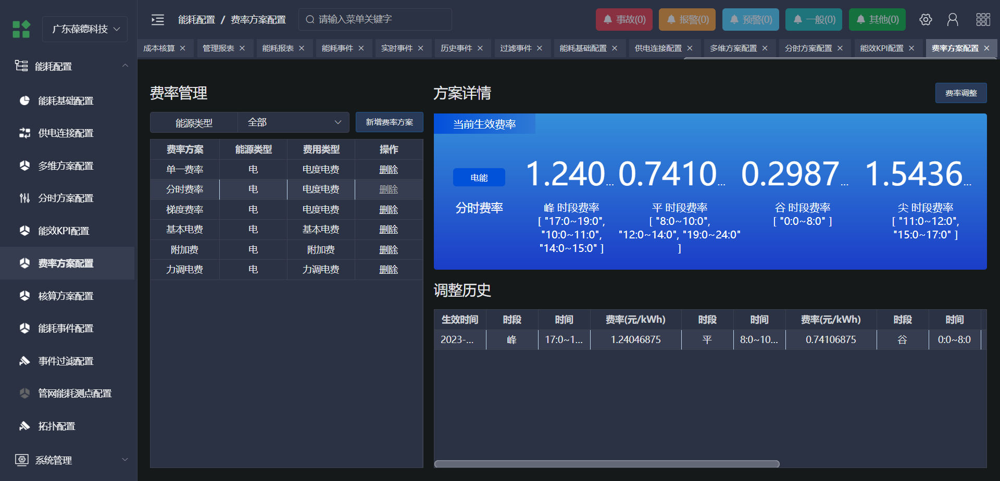 广东葆德科技
能耗配置 / 费率方案配置
请输入菜单关键字
事故(0)
报警(0)
预警(0)
一般(0)
其他(0)
成本核算
管理报表
能耗报表
能耗事件
实时事件
历史事件
过滤事件
能耗基础配置
供电连接配置
多维方案配置
分时方案配置
能效KPI配置
费率方案配置
能耗配置
能耗基础配置
供电连接配置
多维方案配置
分时方案配置
能效KPI配置
费率方案配置
核算方案配置
能耗事件配置
事件过滤配置
管网能耗测点配置
拓扑配置
系统管理
费率管理
能源类型 全部 新增费率方案
费率方案 能源类型 费用类型 操作
单一费率 电 电度电费 删除
分时费率 电 电度电费 删除
梯度费率 电 电度电费 删除
基本电费 电 基本电费 删除
附加费 电 附加费 删除
力调电费 电 力调电费 删除
方案详情
费率调整
当前生效费率
电能
分时费率
1.240...
峰 时段费率
[ "17:0~19:0",
"10:0~11:0",
"14:0~15:0" ]
0.7410...
平 时段费率
[ "8:0~10:0",
"12:0~14:0", "19:0~24:0"
]
0.2987...
谷 时段费率
[ "0:0~8:0" ]
1.5436...
尖 时段费率
[ "11:0~12:0",
"15:0~17:0" ]
调整历史
生效时间 时段 时间 费率(元/kWh) 时段 时间 费率(元/kWh) 时段 时间
2023-... 峰 17:0~1... 1.24046875 平 8:0~10... 0.74106875 谷 0:0~8:0